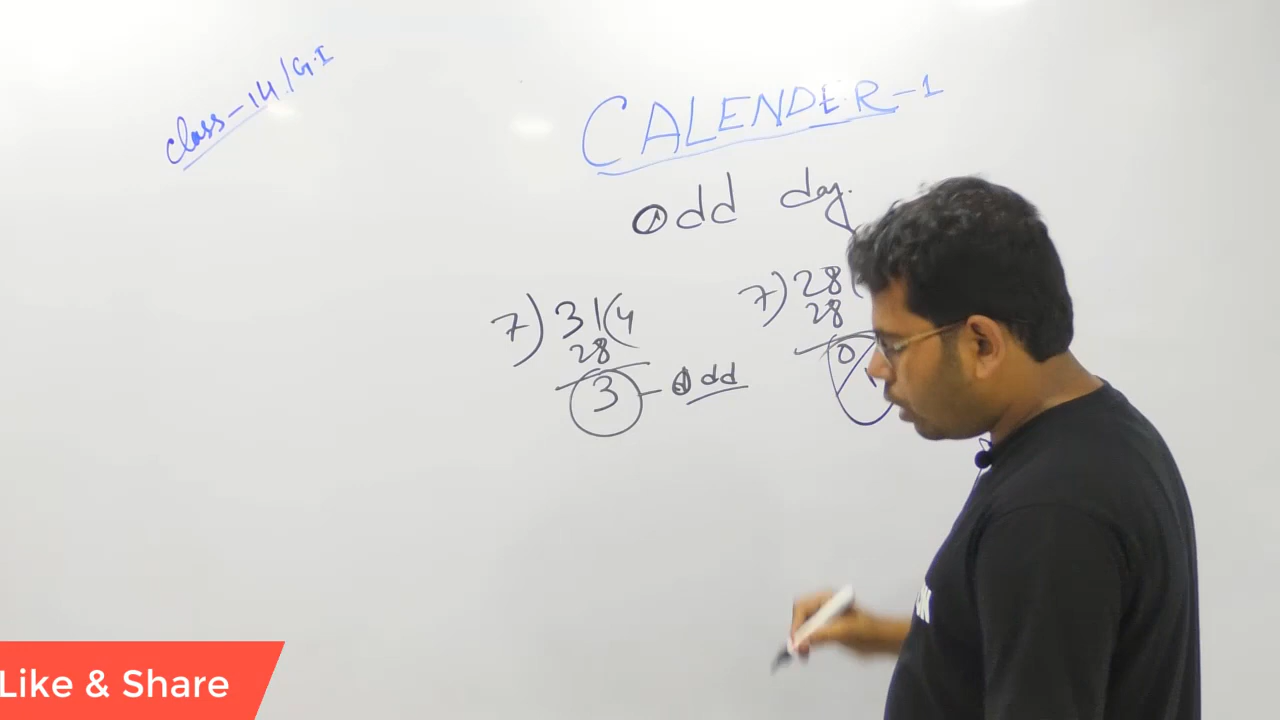 class-14/G.I
CALENDER-1
Odd day.
7) 31(4
28
3 - Odd
7) 28(
28
0
Like & Share